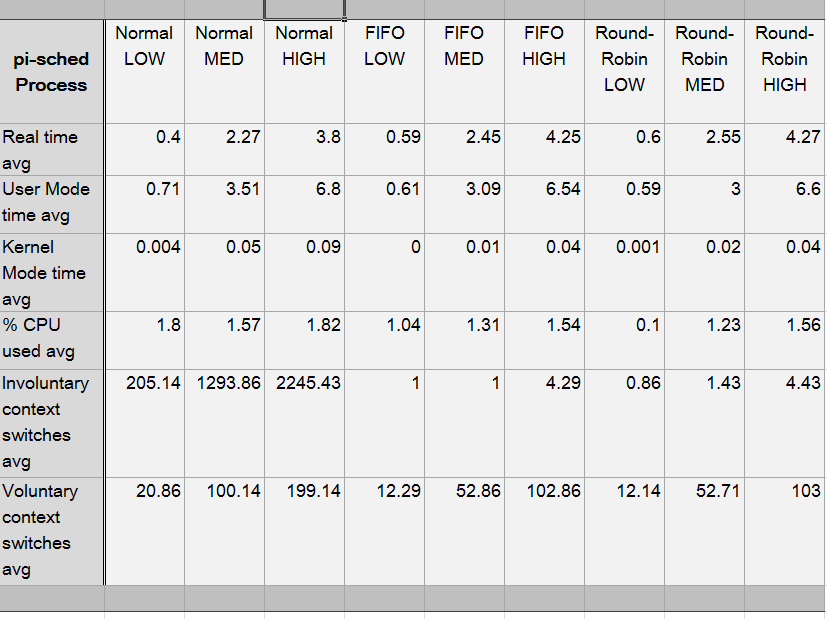 pi-sched Process Normal LOW Normal MED Normal HIGH FIFO LOW FIFO MED FIFO HIGH Round-Robin LOW Round-Robin MED Round-Robin HIGH
Real time avg 0.4 2.27 3.8 0.59 2.45 4.25 0.6 2.55 4.27
User Mode time avg 0.71 3.51 6.8 0.61 3.09 6.54 0.59 3 6.6
Kernel Mode time avg 0.004 0.05 0.09 0 0.01 0.04 0.001 0.02 0.04
% CPU used avg 1.8 1.57 1.82 1.04 1.31 1.54 0.1 1.23 1.56
Involuntary context switches avg 205.14 1293.86 2245.43 1 1 4.29 0.86 1.43 4.43
Voluntary context switches avg 20.86 100.14 199.14 12.29 52.86 102.86 12.14 52.71 103